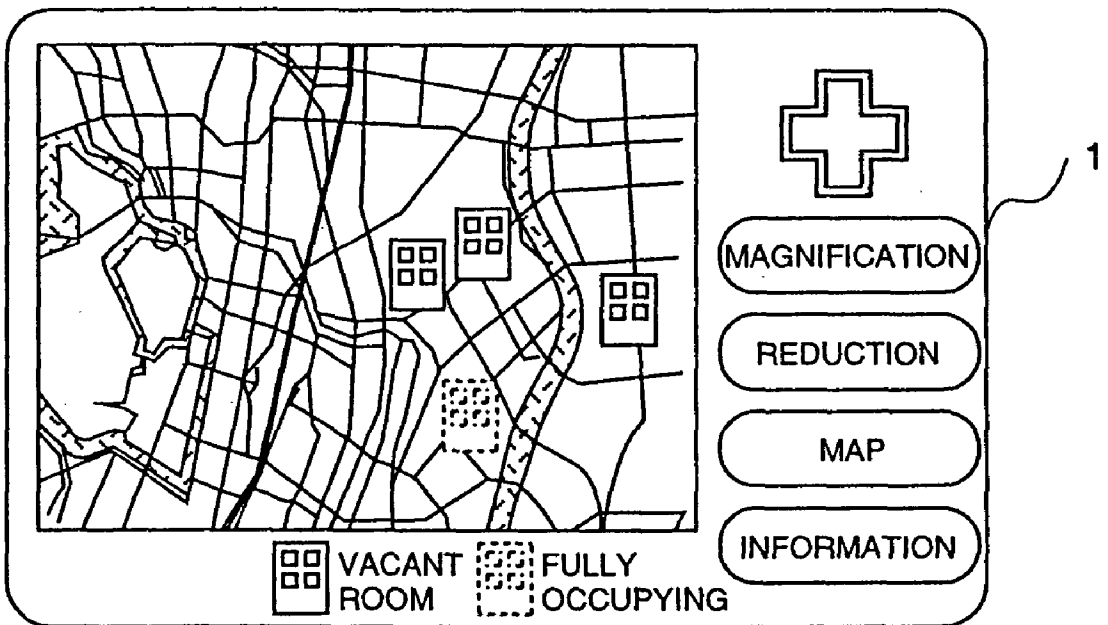 1
MAGNIFICATION
REDUCTION
MAP
INFORMATION
VACANT
ROOM
FULLY
OCCUPYING